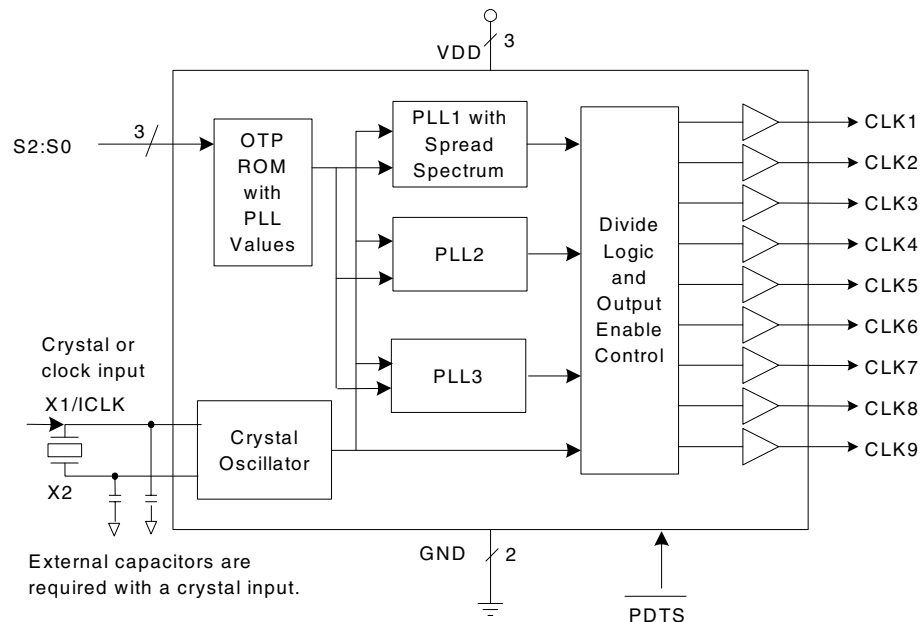 VDD
3
S2:S0
3
OTP
ROM
with
PLL
Values
PLL1 with
Spread
Spectrum
PLL2
PLL3
Divide
Logic
and
Output
Enable
Control
CLK1
CLK2
CLK3
CLK4
CLK5
CLK6
CLK7
CLK8
CLK9
Crystal or
clock input
X1/ICLK
X2
Crystal
Oscillator
External capacitors are
required with a crystal input.
GND
2
PDTS